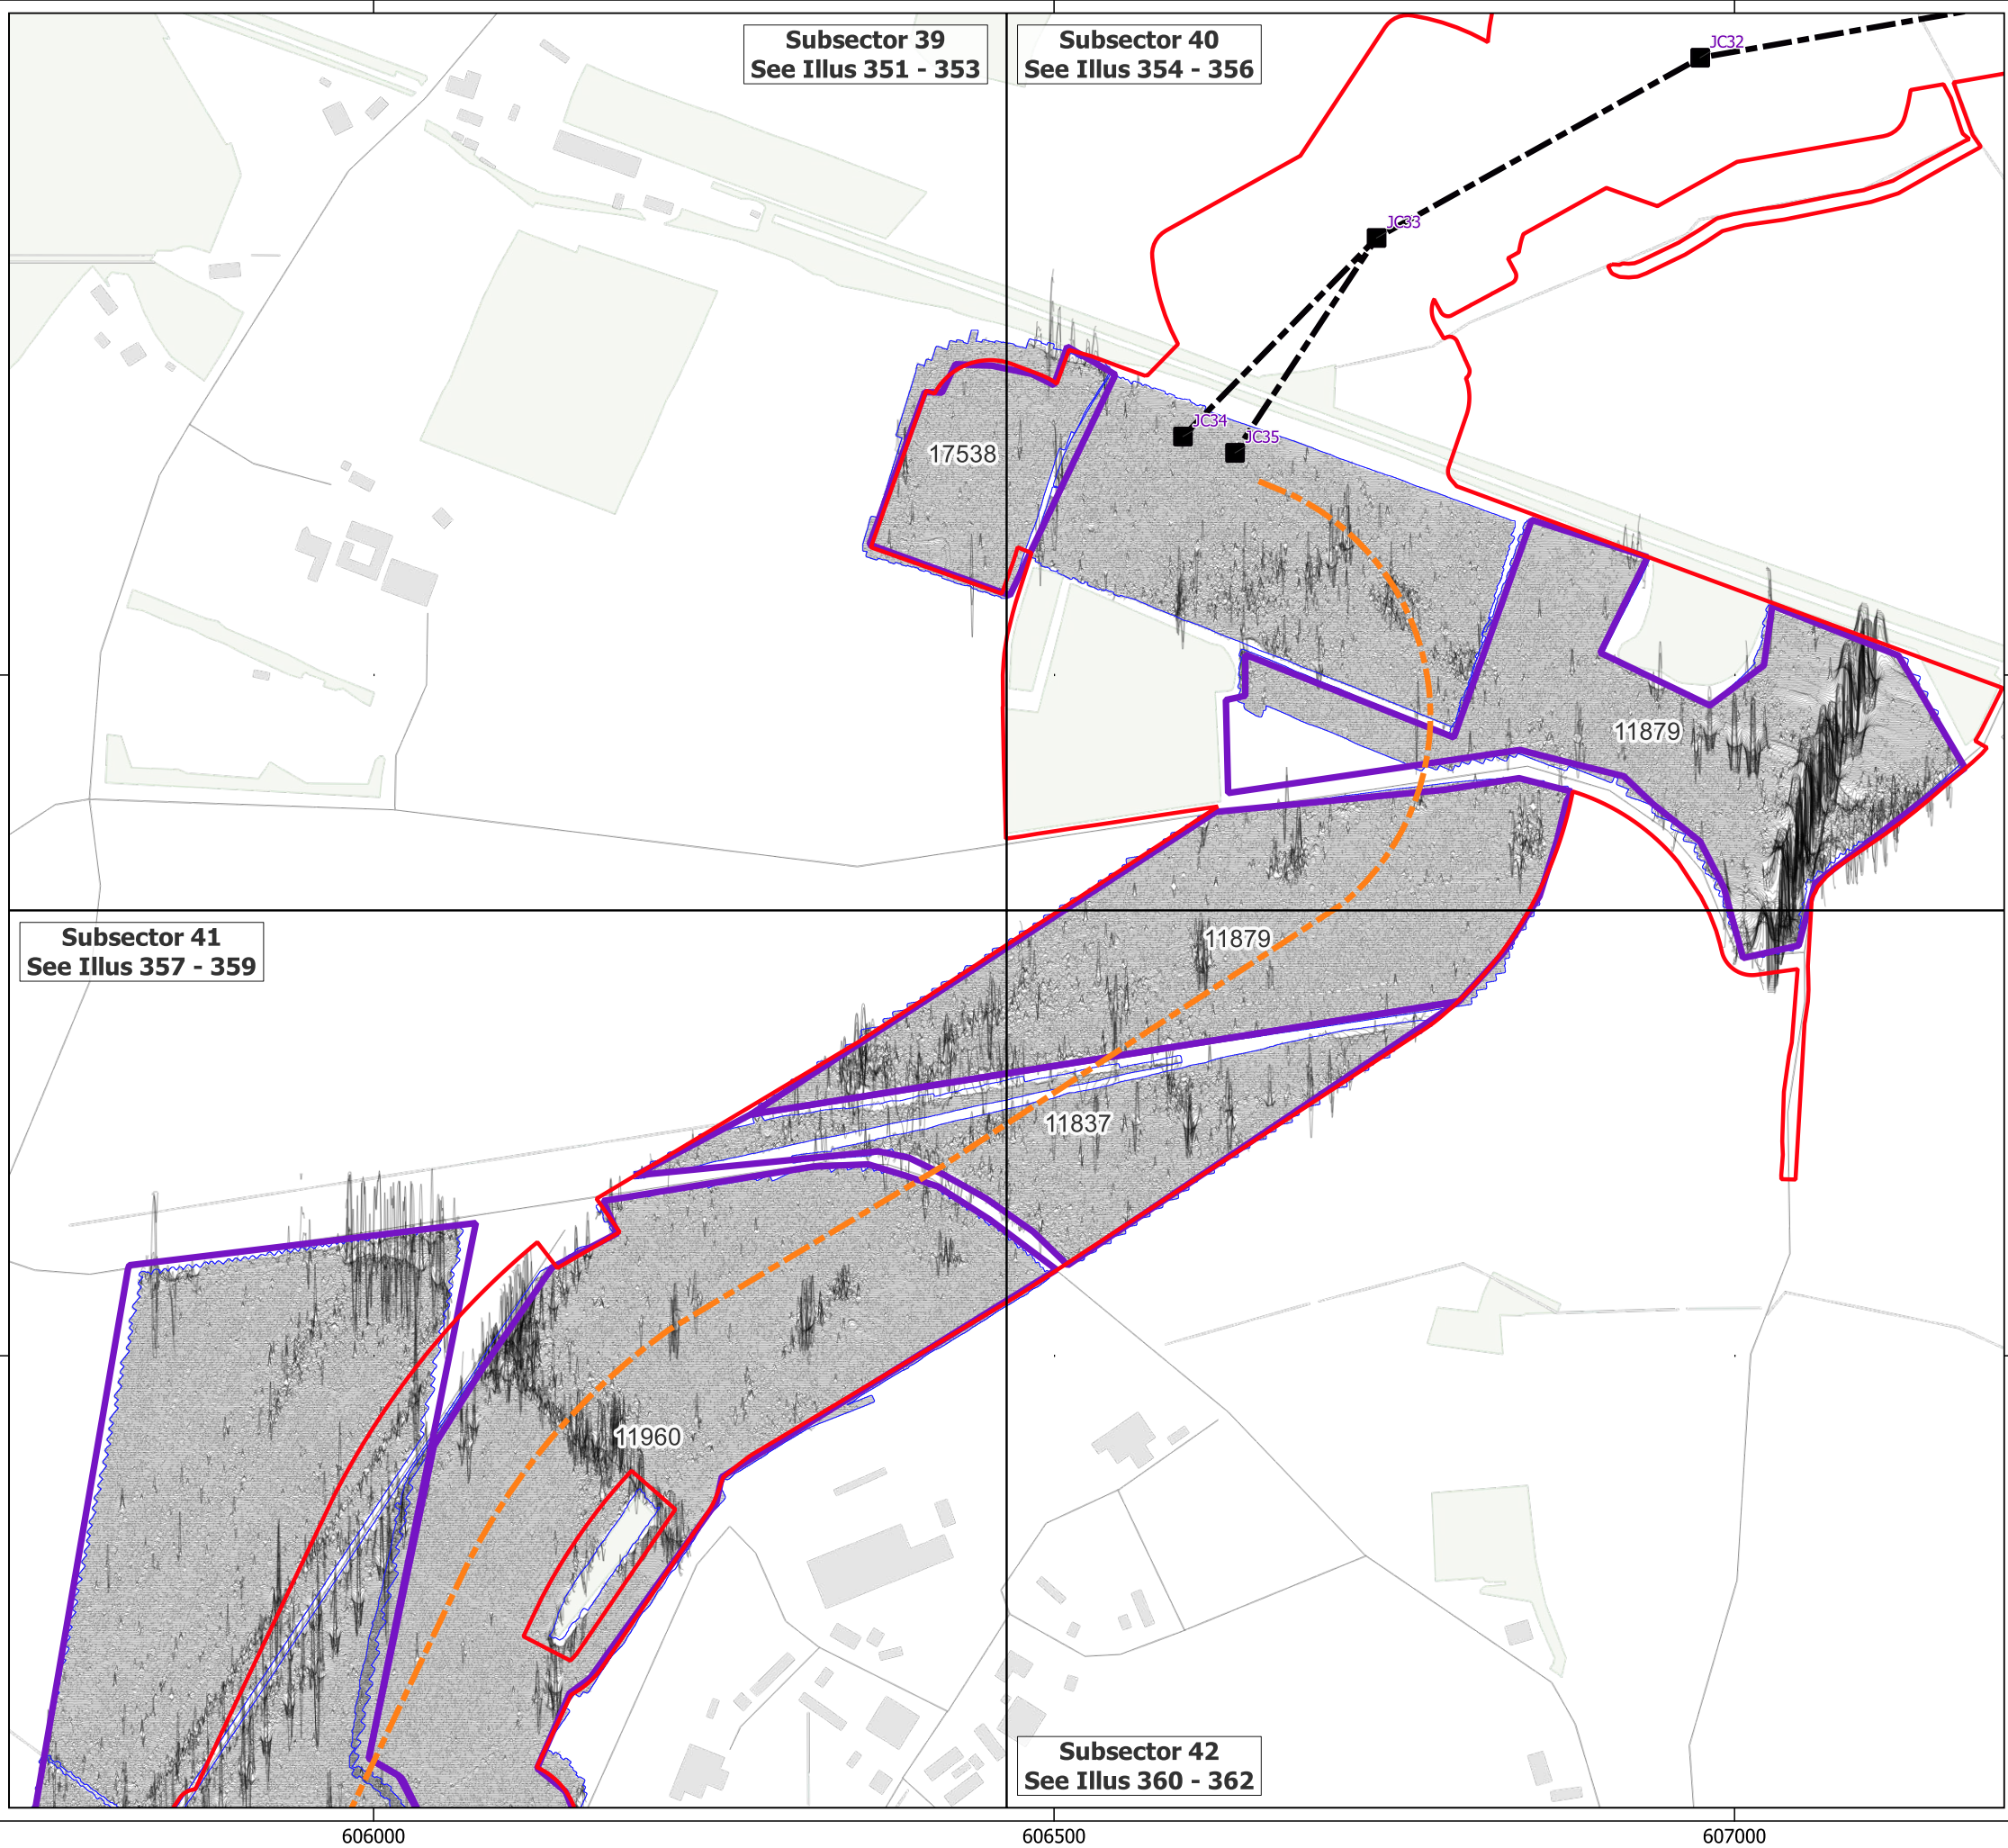 Subsector 39
See Illus 351 - 353
Subsector 40
See Illus 354 - 356
JC32
JC33
JC34
JC35
17538
11879
Subsector 41
See Illus 357 - 359
11879
11837
11960
Subsector 42
See Illus 360 - 362
606000
606500
607000